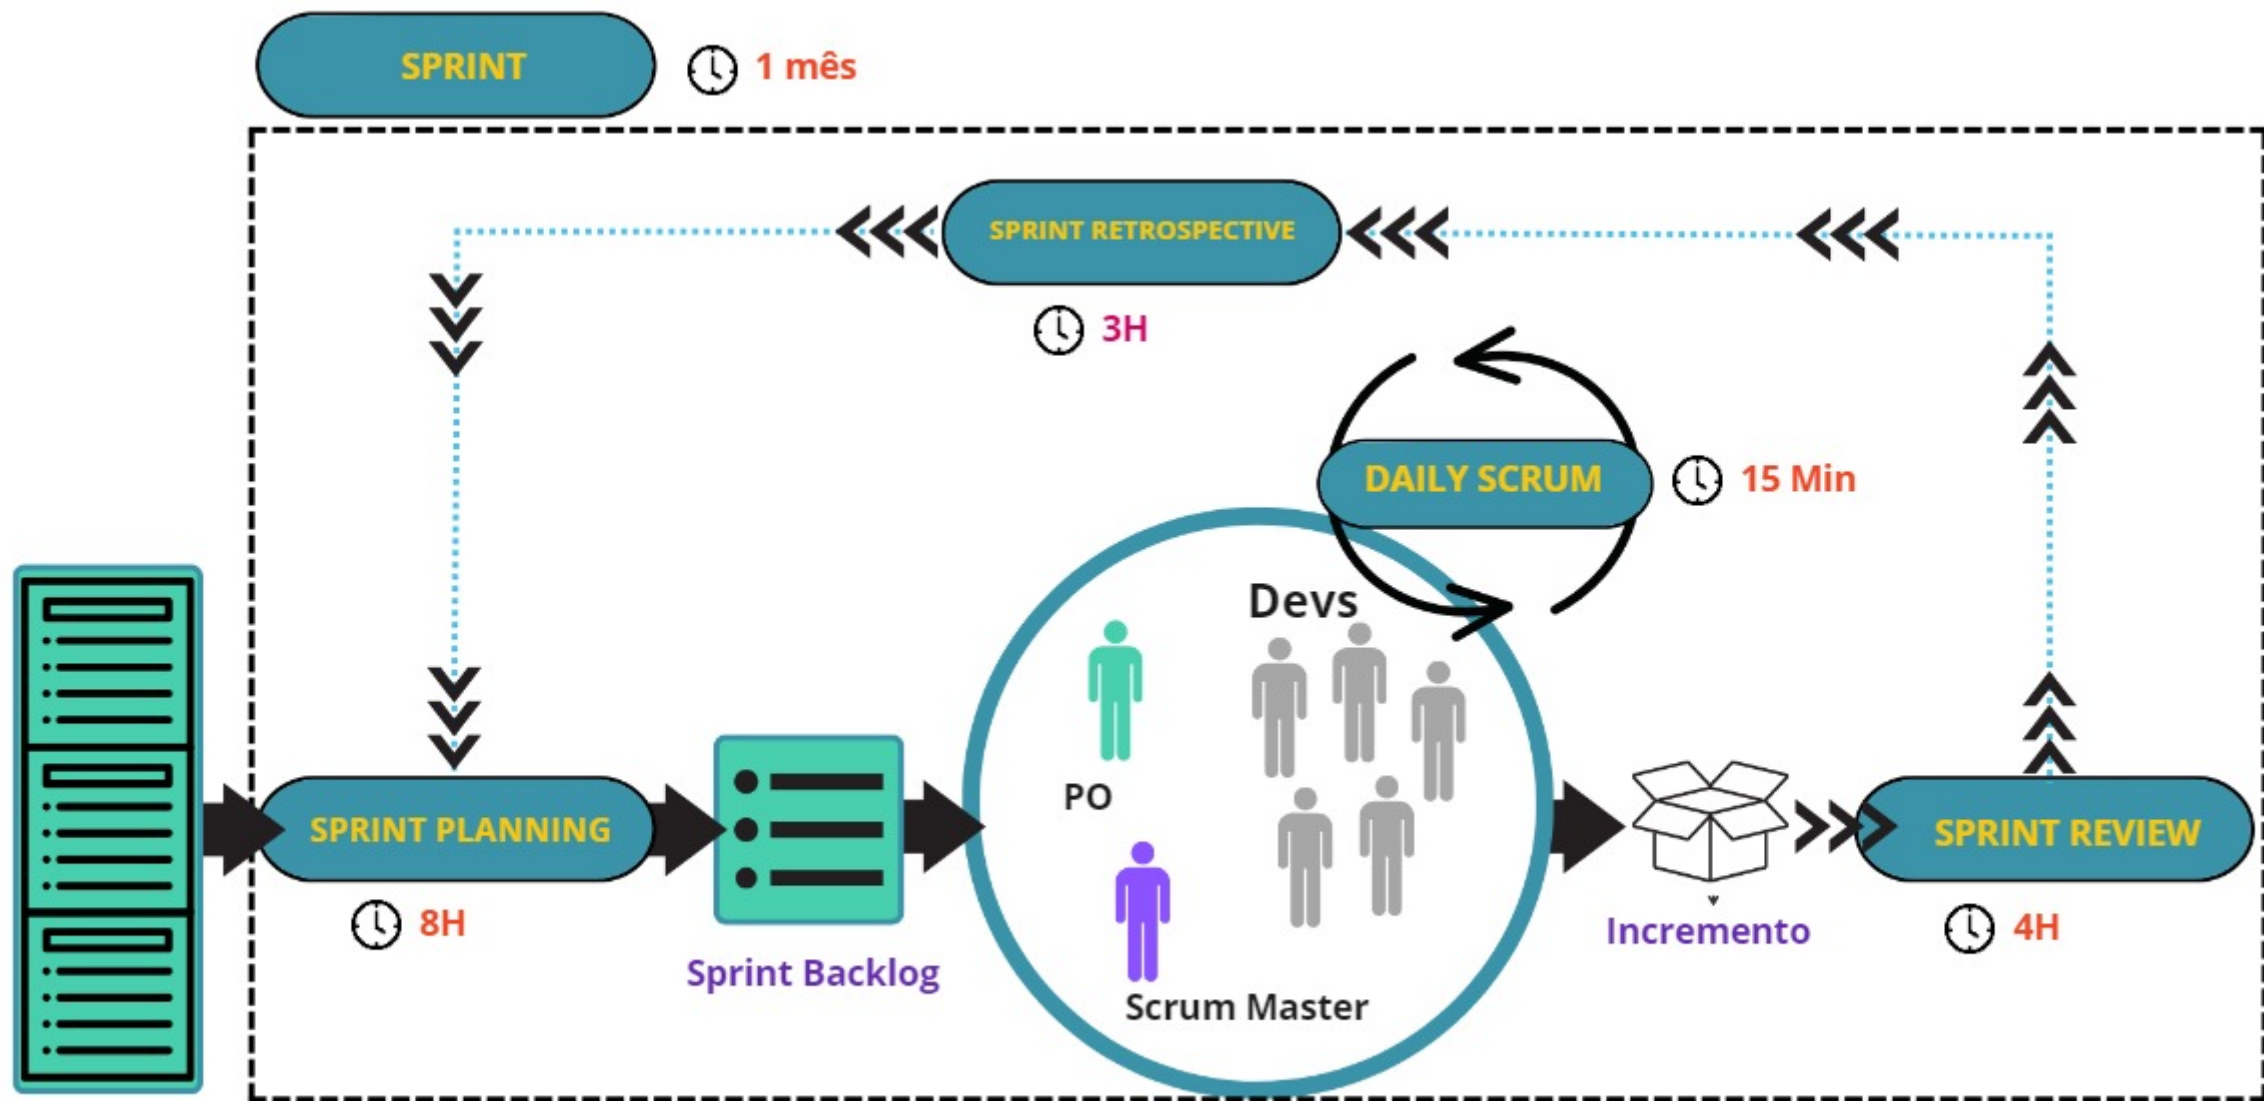 SPRINT
1 mês
SPRINT RETROSPECTIVE
3H
DAILY SCRUM
15 Min
Devs
PO
Scrum Master
SPRINT PLANNING
8H
Sprint Backlog
Incremento
SPRINT REVIEW
4H